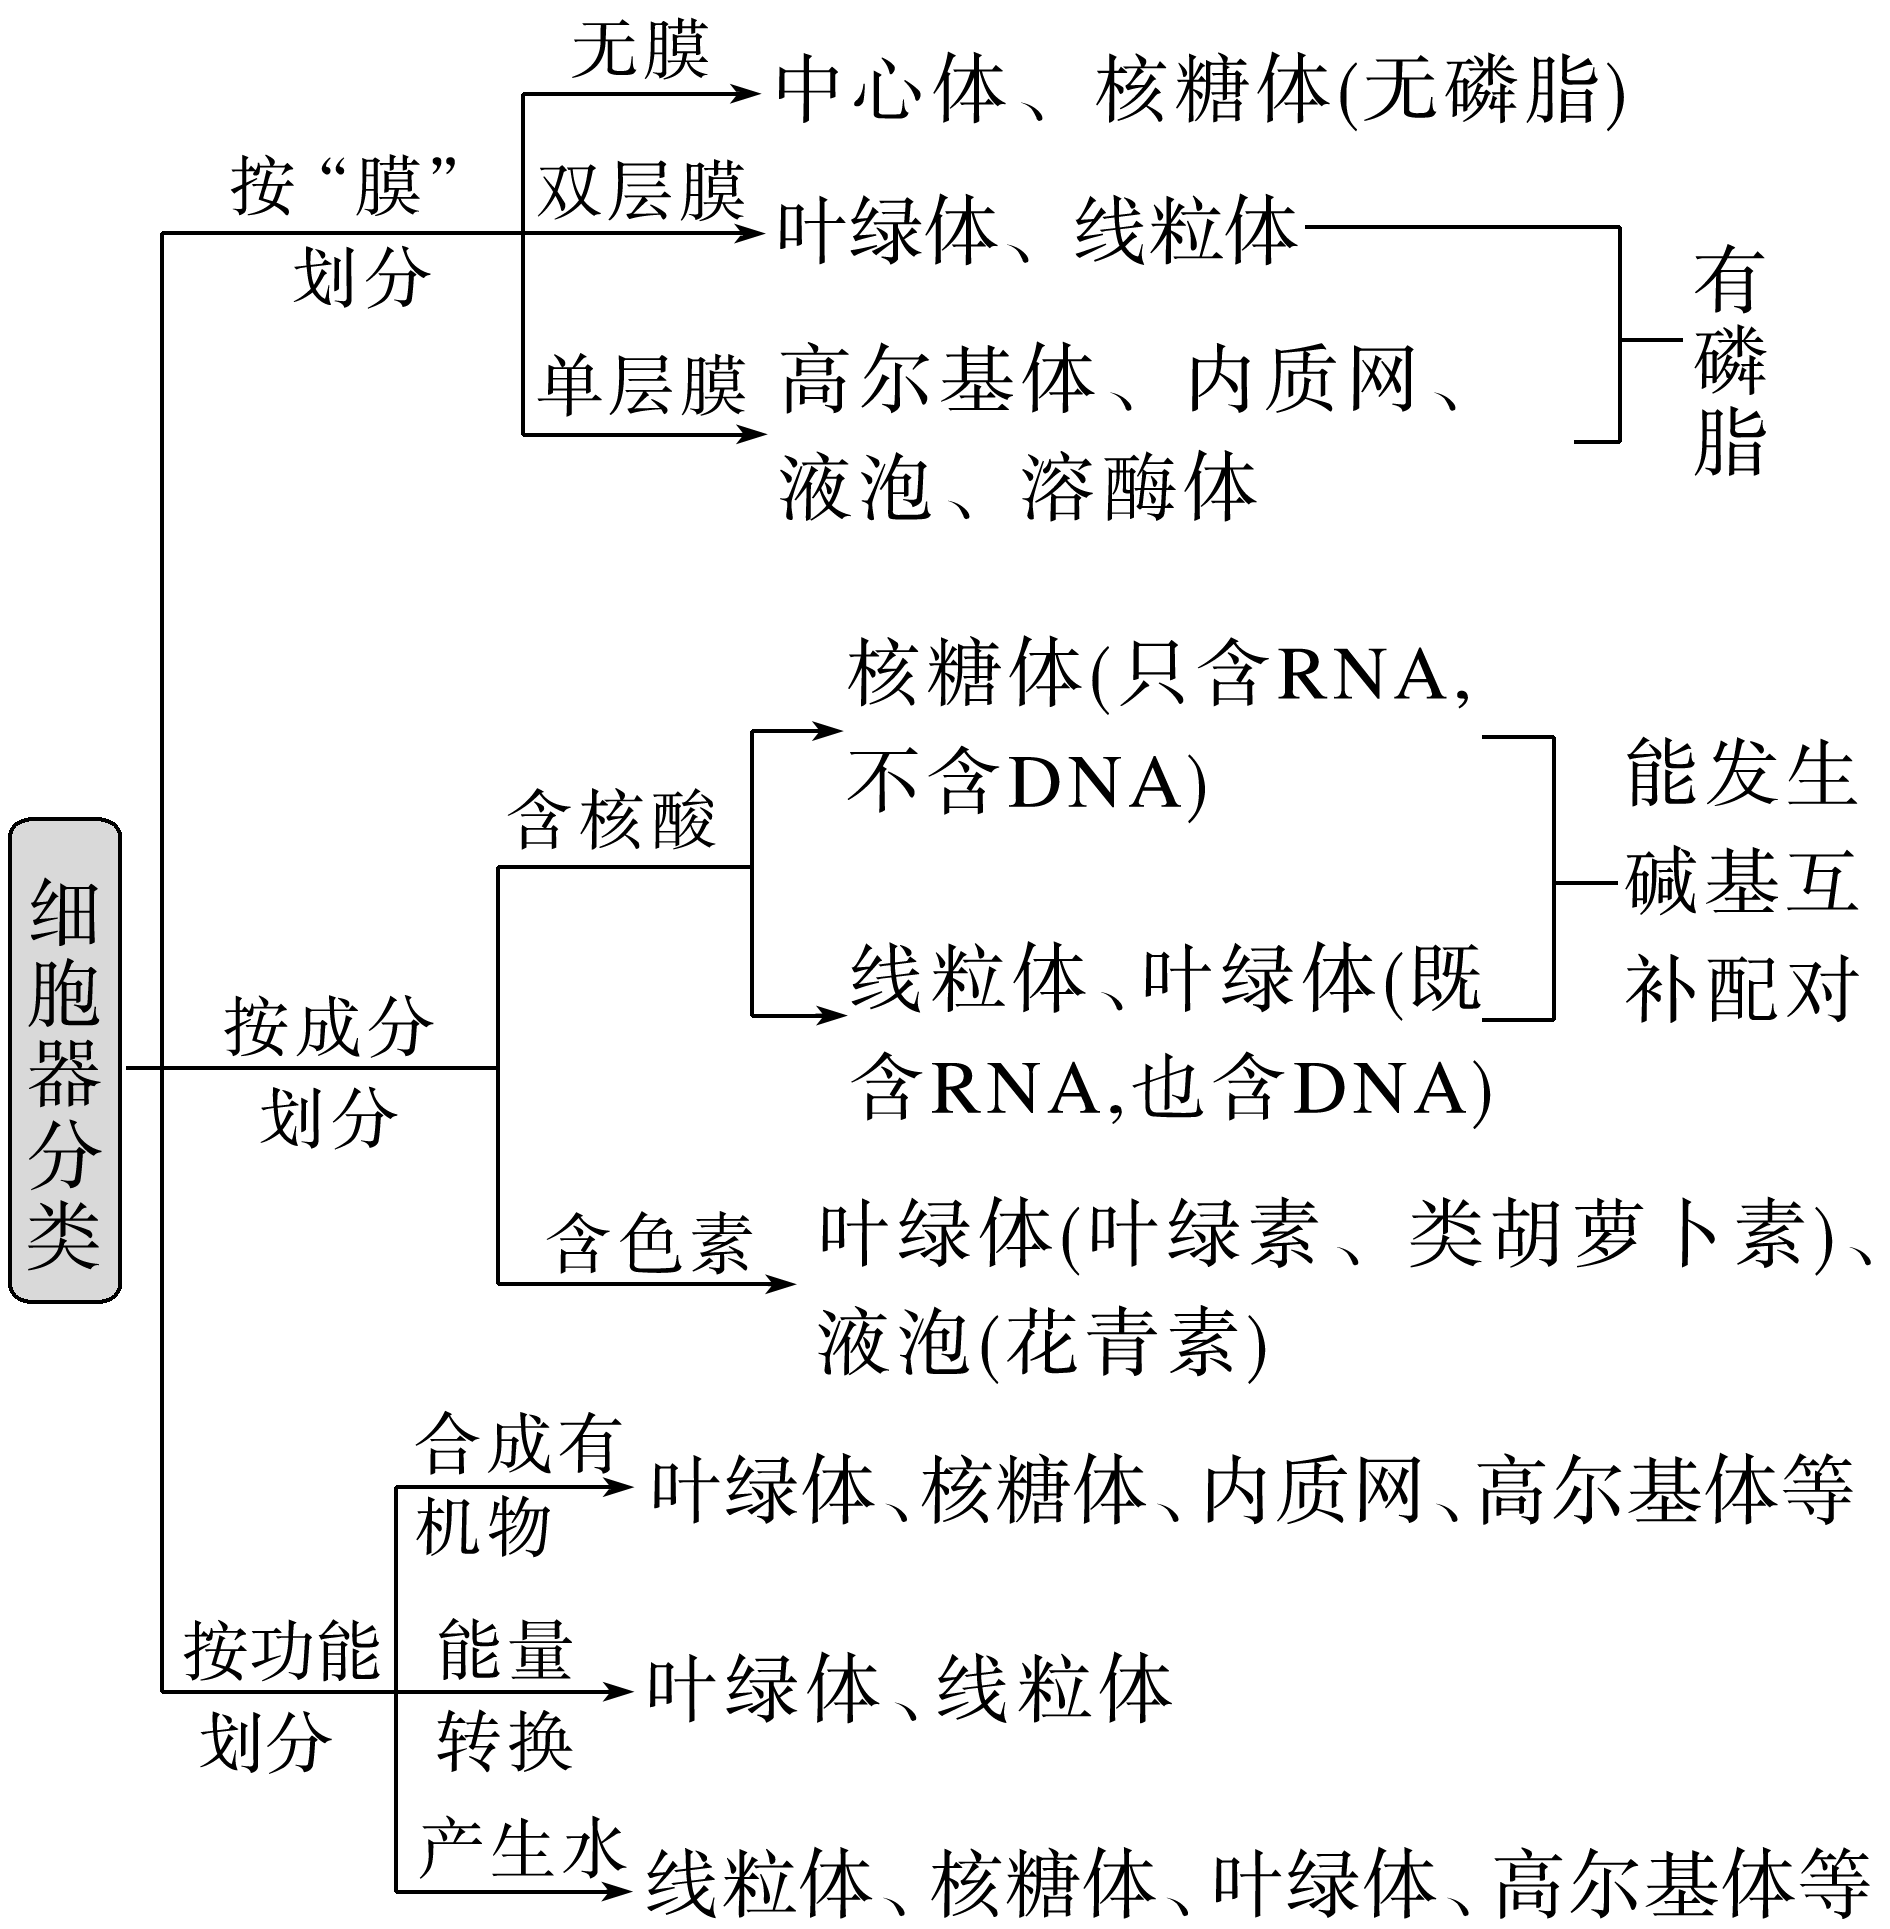 细胞器分类
按“膜”
划分
无膜
中心体、核糖体(无磷脂)
双层膜
叶绿体、线粒体
单层膜
高尔基体、内质网、
液泡、溶酶体
有磷脂
按成分
划分
含核酸
核糖体(只含RNA,
不含DNA)
线粒体、叶绿体(既
含RNA,也含DNA)
能发生
碱基互
补配对
含色素
叶绿体(叶绿素、类胡萝卜素)、
液泡(花青素)
按功能
划分
合成有
机物
叶绿体、核糖体、内质网、高尔基体等
能量
转换
叶绿体、线粒体
产生水
线粒体、核糖体、叶绿体、高尔基体等